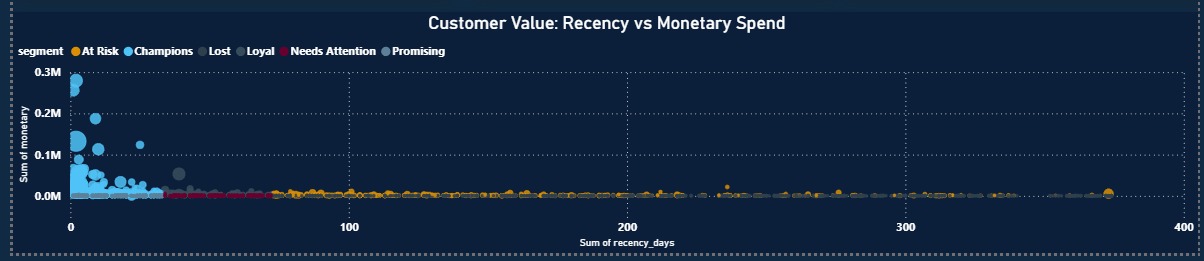 Customer Value: Recency vs Monetary Spend
segment At Risk Champions Lost Loyal Needs Attention Promising
Sum of monetary
0.3M
0.2M
0.1M
0.0M
0 100 200 300 400
Sum of recency_days